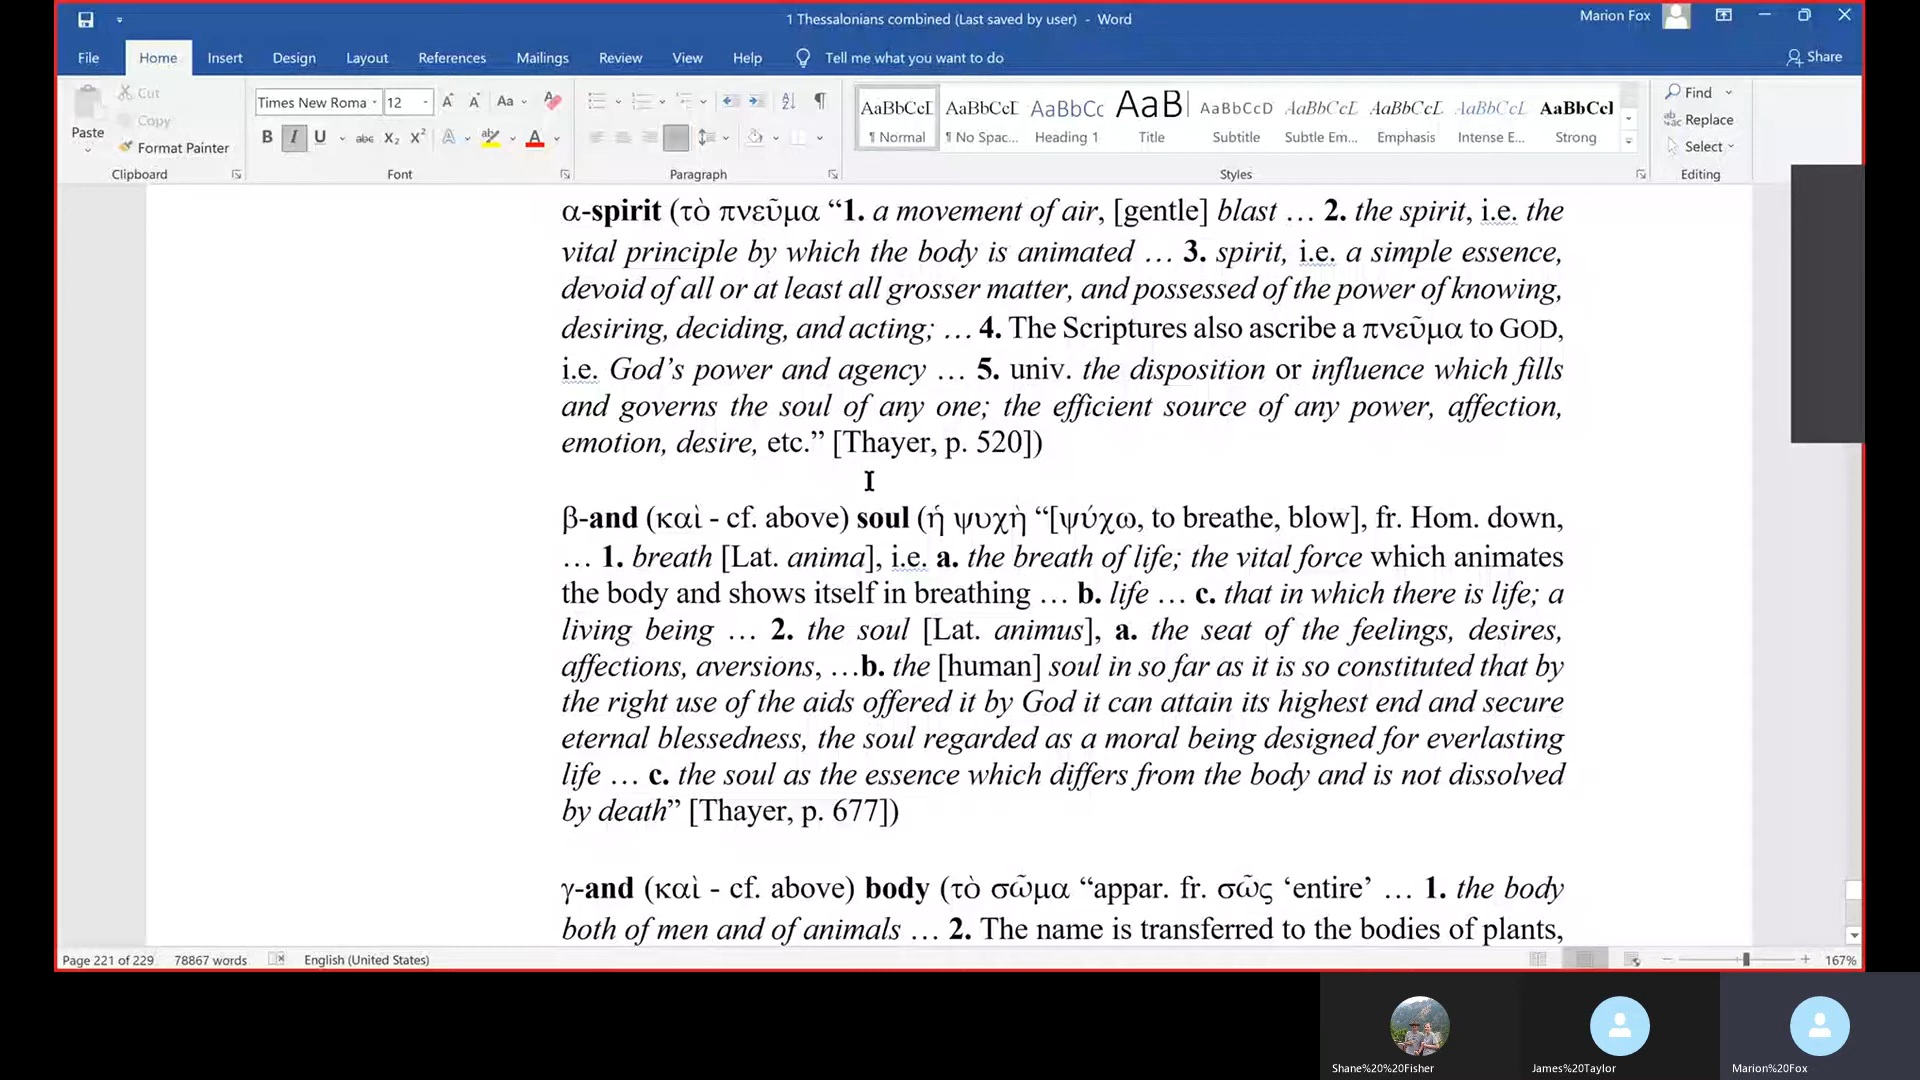 1 Thessalonians combined (Last saved by user) - Word
Marion Fox
File Home Insert Design Layout References Mailings Review View Help Tell me what you want to do Share
Paste
Cut
Copy
Format Painter
Clipboard
Times New Roma
12
Font
Paragraph
AaBbCcI AaBbCcI AaBbCc AaB AaBbCcD AaBbCcL AaBbCcL AaBbCcL AaBbCcl
¶ Normal ¶ No Spac... Heading 1 Title Subtitle Subtle Em... Emphasis Intense E... Strong
Styles
Find
Replace
Select
Editing
α-spirit (τὸ πνεῦμα “1. a movement of air, [gentle] blast … 2. the spirit, i.e. the
vital principle by which the body is animated … 3. spirit, i.e. a simple essence,
devoid of all or at least all grosser matter, and possessed of the power of knowing,
desiring, deciding, and acting; … 4. The Scriptures also ascribe a πνεῦμα to GOD,
i.e. God’s power and agency … 5. univ. the disposition or influence which fills
and governs the soul of any one; the efficient source of any power, affection,
emotion, desire, etc.” [Thayer, p. 520])
β-and (καὶ - cf. above) soul (ἡ ψυχὴ “[ψύχω, to breathe, blow], fr. Hom. down,
… 1. breath [Lat. anima], i.e. a. the breath of life; the vital force which animates
the body and shows itself in breathing … b. life … c. that in which there is life; a
living being … 2. the soul [Lat. animus], a. the seat of the feelings, desires,
affections, aversions, …b. the [human] soul in so far as it is so constituted that by
the right use of the aids offered it by God it can attain its highest end and secure
eternal blessedness, the soul regarded as a moral being designed for everlasting
life … c. the soul as the essence which differs from the body and is not dissolved
by death” [Thayer, p. 677])
γ-and (καὶ - cf. above) body (τὸ σῶμα “appar. fr. σῶς ‘entire’ … 1. the body
both of men and of animals … 2. The name is transferred to the bodies of plants,
Page 221 of 229 78867 words English (United States) 167%
Shane%20%20Fisher James%20Taylor Marion%20Fox